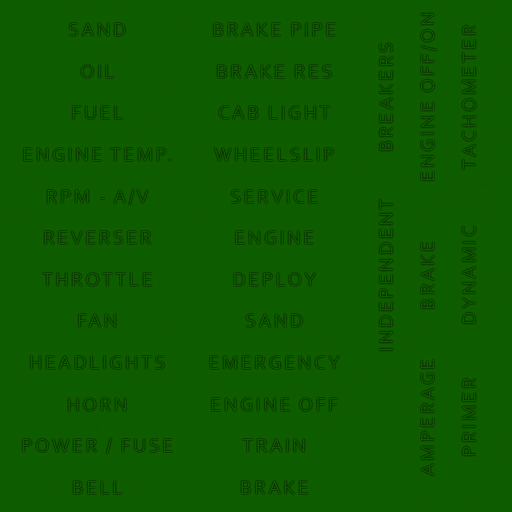 SAND
OIL
FUEL
ENGINE TEMP.
RPM - A/V
REVERSER
THROTTLE
FAN
HEADLIGHTS
HORN
POWER / FUSE
BELL
BRAKE PIPE
BRAKE RES
CAB LIGHT
WHEELSLIP
SERVICE
ENGINE
DEPLOY
SAND
EMERGENCY
ENGINE OFF
TRAIN
BRAKE
BREAKERS
INDEPENDENT
ENGINE OFF/ON
BRAKE
AMPERAGE
TACHOMETER
DYNAMIC
PRIMER